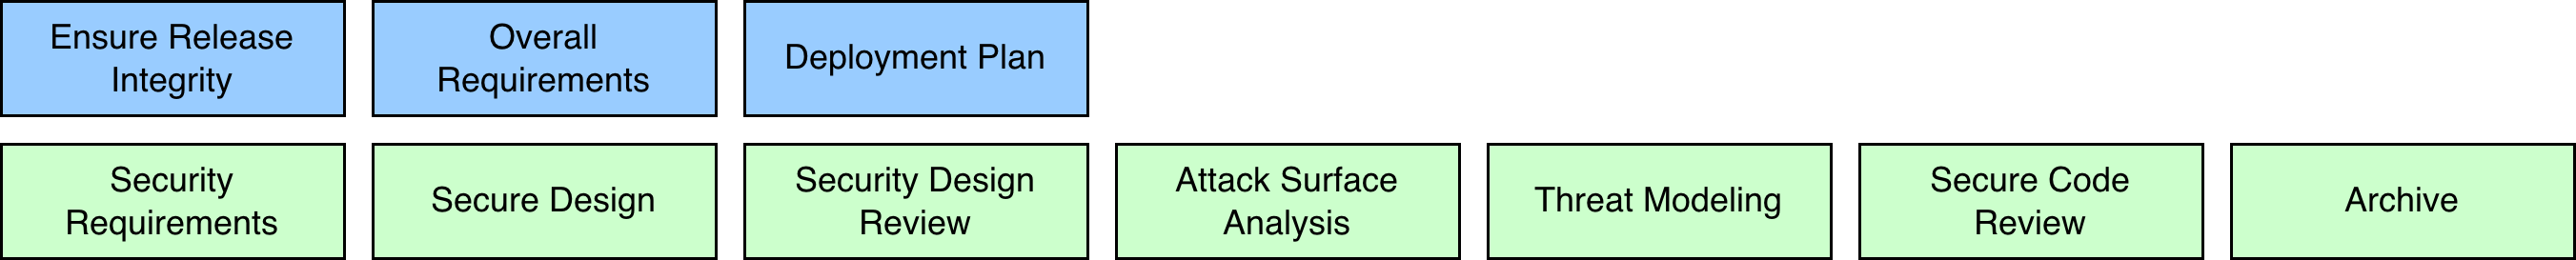 Ensure Release
Integrity
Overall
Requirements
Deployment Plan
Security
Requirements
Secure Design
Security Design
Review
Attack Surface
Analysis
Threat Modeling
Secure Code
Review
Archive